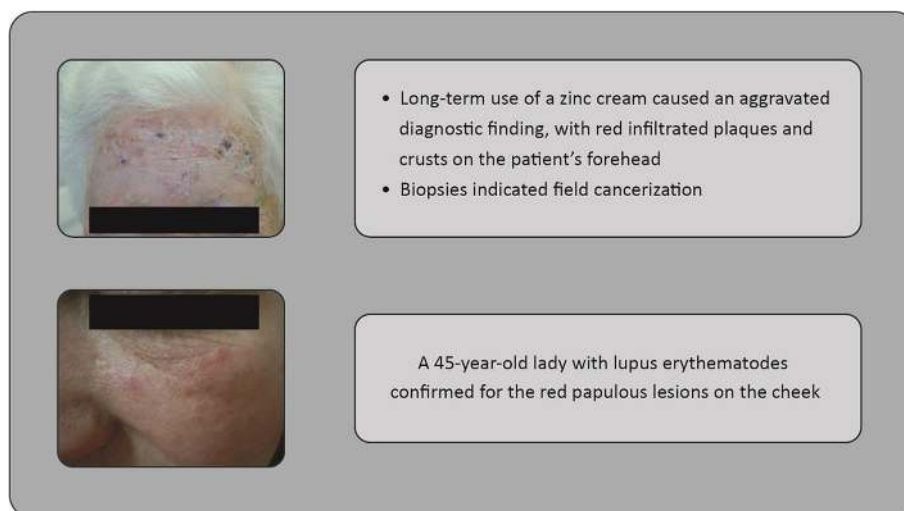 • Long-term use of a zinc cream caused an aggravated
diagnostic finding, with red infiltrated plaques and
crusts on the patient's forehead
• Biopsies indicated field cancerization
A 45-year-old lady with lupus erythematodes
confirmed for the red papulous lesions on the cheek